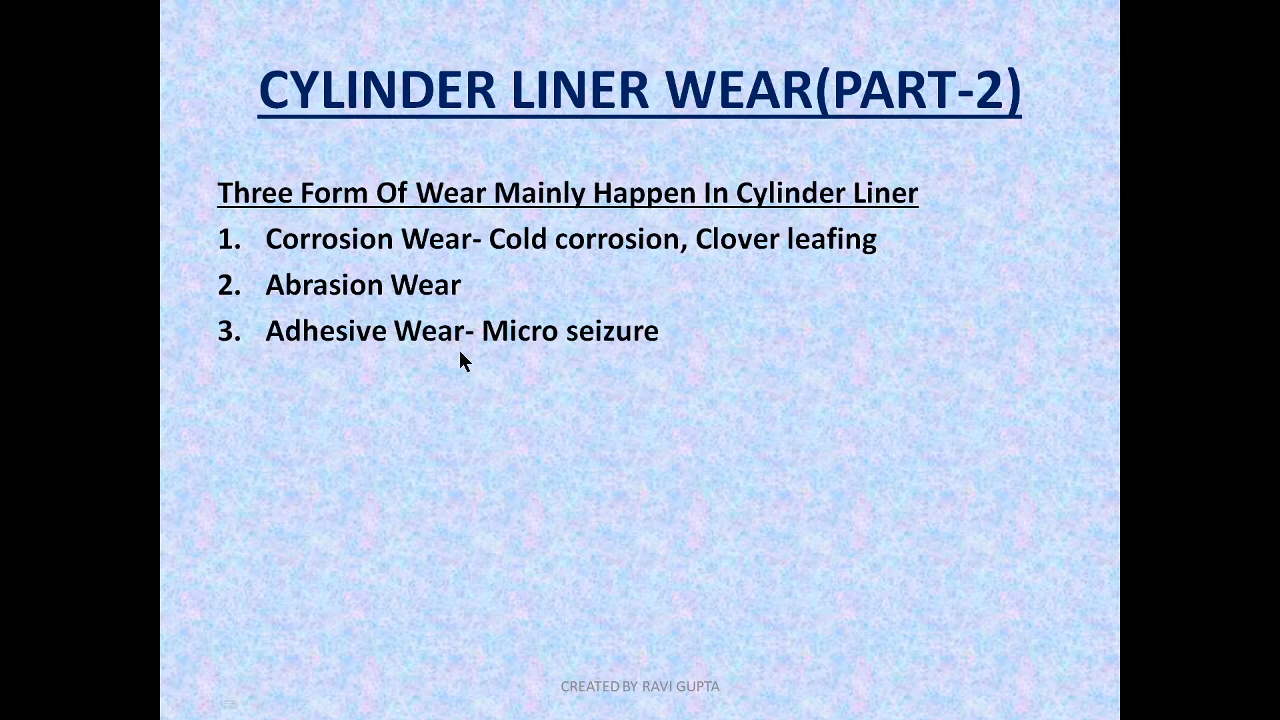 CYLINDER LINER WEAR(PART-2)
Three Form Of Wear Mainly Happen In Cylinder Liner
1. Corrosion Wear- Cold corrosion, Clover leafing
2. Abrasion Wear
3. Adhesive Wear- Micro seizure
CREATED BY RAVI GUPTA